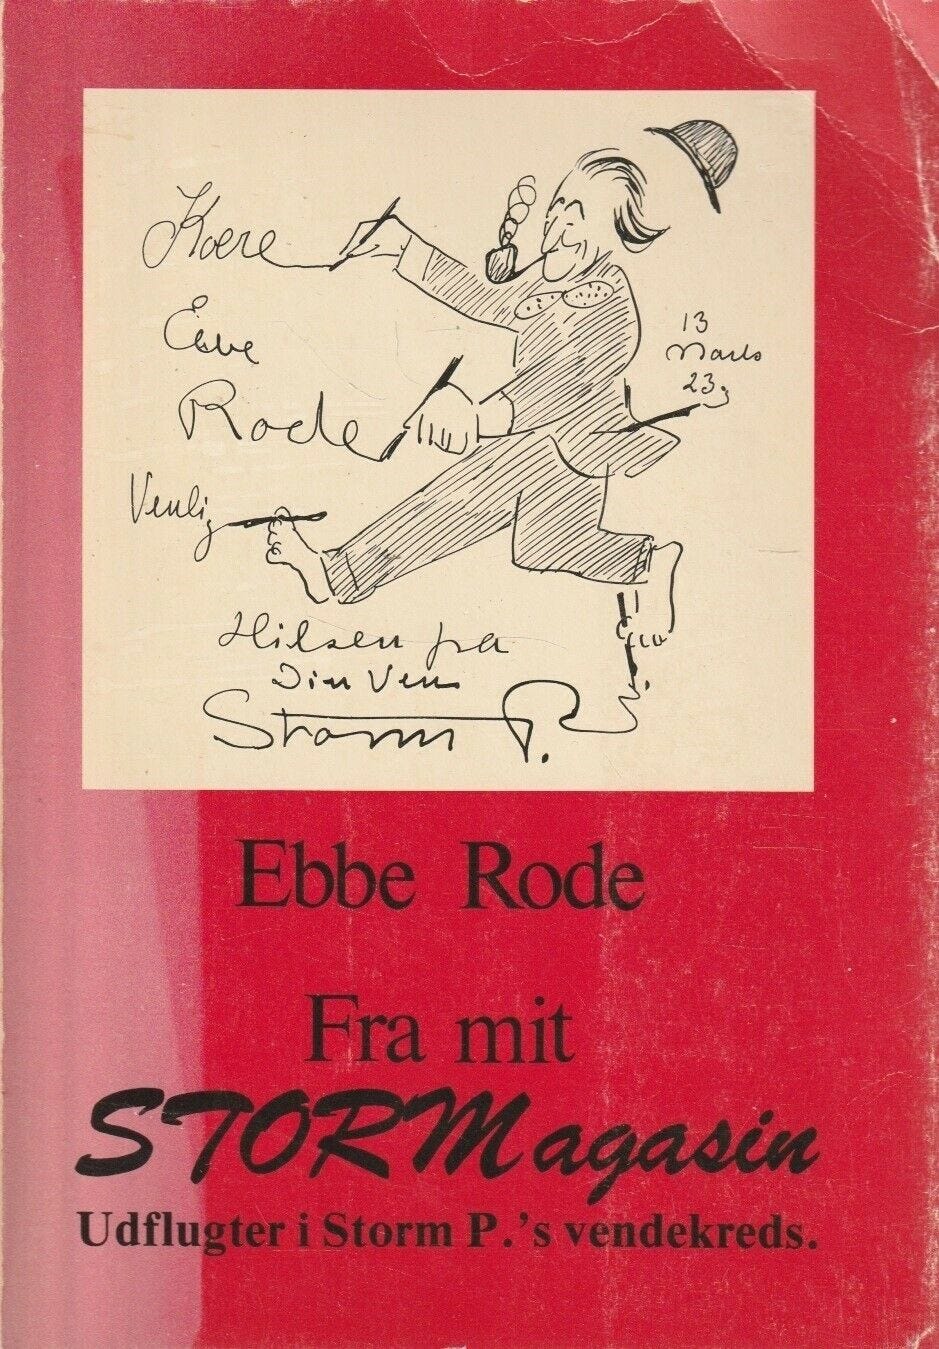 Kære
Ebbe
Rode
Venlig
13
Marts
23
Hilsen fra
Din Ven
Storm P.
Ebbe Rode
Fra mit
STORMagasin
Udflugter i Storm P.'s vendekreds.